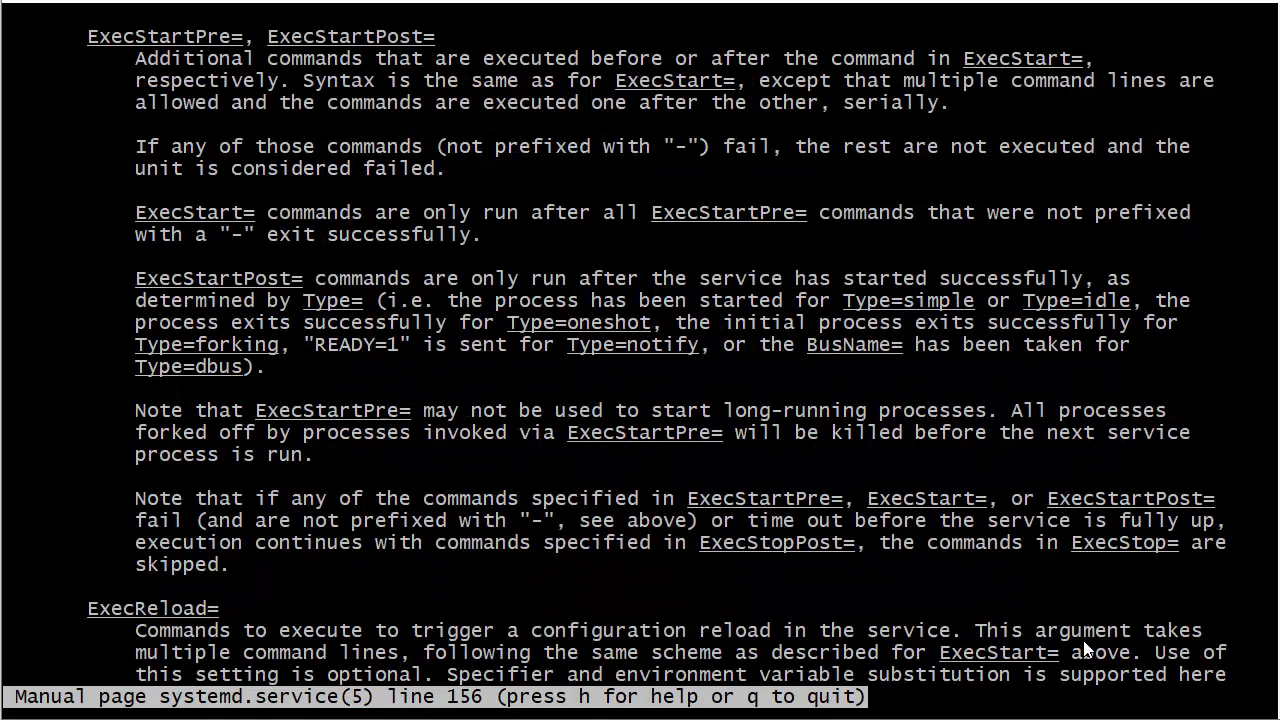 ExecStartPre=, ExecStartPost=
Additional commands that are executed before or after the command in ExecStart=,
respectively. Syntax is the same as for ExecStart=, except that multiple command lines are
allowed and the commands are executed one after the other, serially.
If any of those commands (not prefixed with "-") fail, the rest are not executed and the
unit is considered failed.
ExecStart= commands are only run after all ExecStartPre= commands that were not prefixed
with a "-" exit successfully.
ExecStartPost= commands are only run after the service has started successfully, as
determined by Type= (i.e. the process has been started for Type=simple or Type=idle, the
process exits successfully for Type=oneshot, the initial process exits successfully for
Type=forking, "READY=1" is sent for Type=notify, or the BusName= has been taken for
Type=dbus).
Note that ExecStartPre= may not be used to start long-running processes. All processes
forked off by processes invoked via ExecStartPre= will be killed before the next service
process is run.
Note that if any of the commands specified in ExecStartPre=, ExecStart=, or ExecStartPost=
fail (and are not prefixed with "-", see above) or time out before the service is fully up,
execution continues with commands specified in ExecStopPost=, the commands in ExecStop= are
skipped.
ExecReload=
Commands to execute to trigger a configuration reload in the service. This argument takes
multiple command lines, following the same scheme as described for ExecStart= above. Use of
this setting is optional. Specifier and environment variable substitution is supported here
Manual page systemd.service(5) line 156 (press h for help or q to quit)